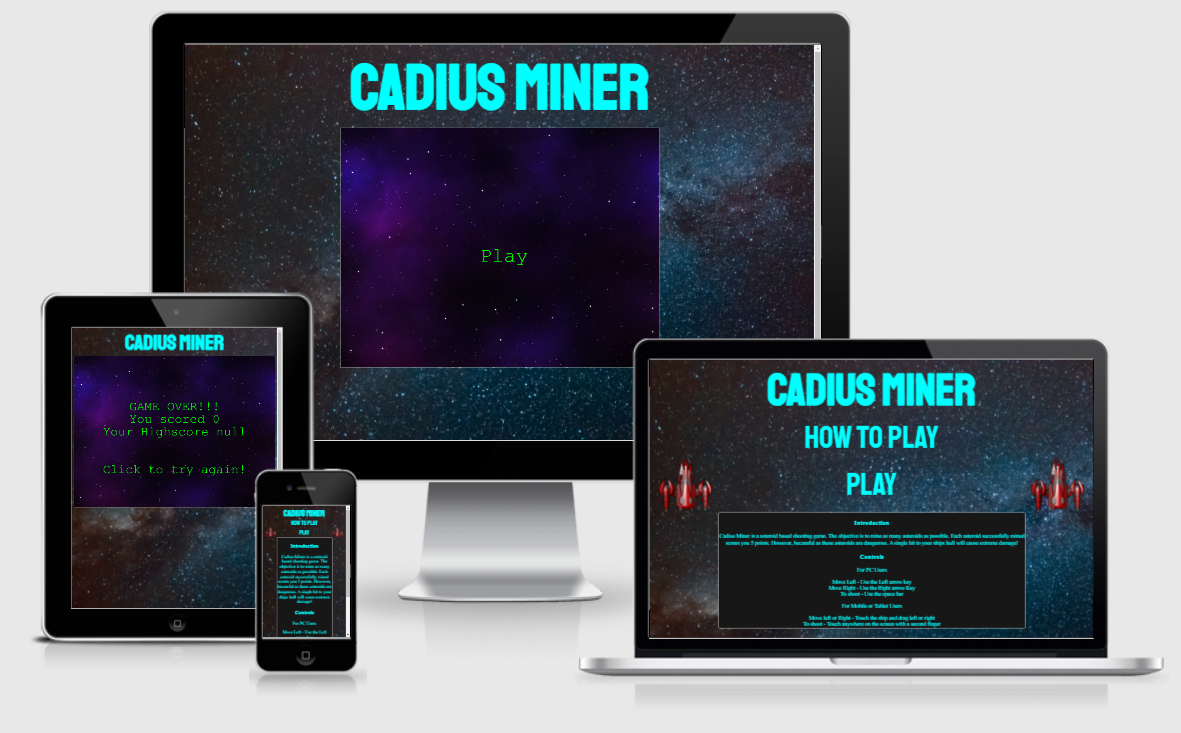 CADIUS MINER
Play
CADIUS MINER
GAME OVER!!!
You scored 0
Your Highscore null
Click to try again!
CADIUS MINER
HOW TO PLAY
PLAY
Introduction
Cadius Miner is a asteroid
based shooting game. The
objective is to mine as many
asteroids as possible. Each
asteroid successfully mined
scores you 5 points. However,
becareful as these asteroids are
dangerous. A single hit to your
ships hull will cause extreme
damage!
Controls
For PC Users
Move Left - Use the Left
CADIUS MINER
HOW TO PLAY
PLAY
Introduction
Cadius Miner is a asteroid based shooting game. The objective is to mine as many asteroids as possible. Each asteroid successfully mined
scores you 5 points. However, becareful as these asteroids are dangerous. A single hit to your ships hull will cause extreme damage!
Controls
For PC Users
Move Left - Use the Left arrow key
Move Right - Use the Right arrow Key
To shoot - Use the space bar
For Mobile or Tablet Users
Move left or Right - Touch the ship and drag left or right
To shoot - Touch anywhere on the screen with a second finger